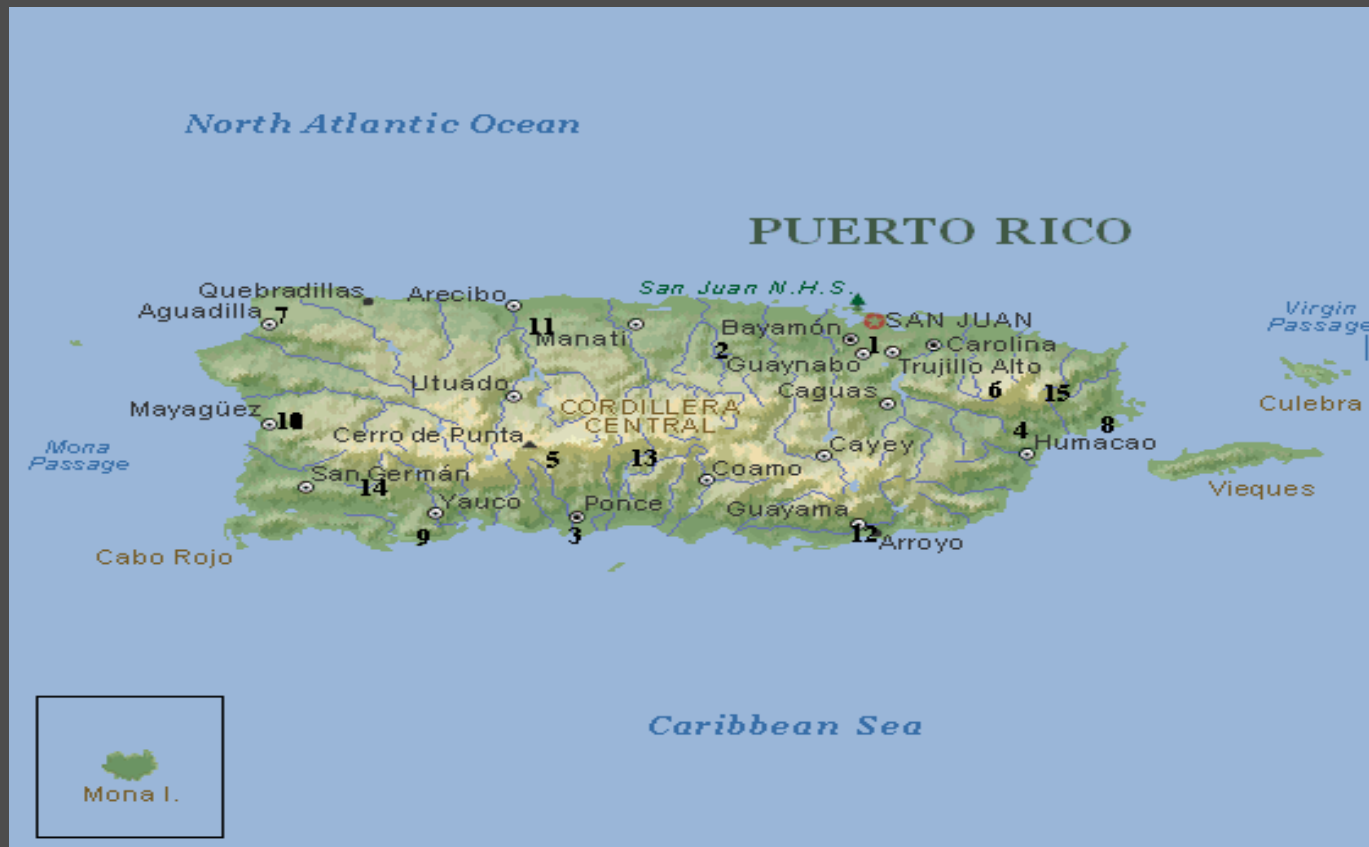 North Atlantic Ocean
PUERTO RICO
San Juan N.H.S.
Quebradillas
Arecibo
Aguadilla
7
Virgin
Passage
11
Manati
Bayamón
SAN JUAN
1
Carolina
2
Guaynabo
Trujillo Alto
Utuado
Caguas
6
15
Culebra
Mayagüez
CORDILLERA
CENTRAL
8
Mona
Passage
Cerro de Punta
5
13
Cayey
4
Humacao
San Germán
14
Coamo
Vieques
Yauco
Ponce
Guayama
9
3
12
Arroyo
Cabo Rojo
Caribbean Sea
Mona I.